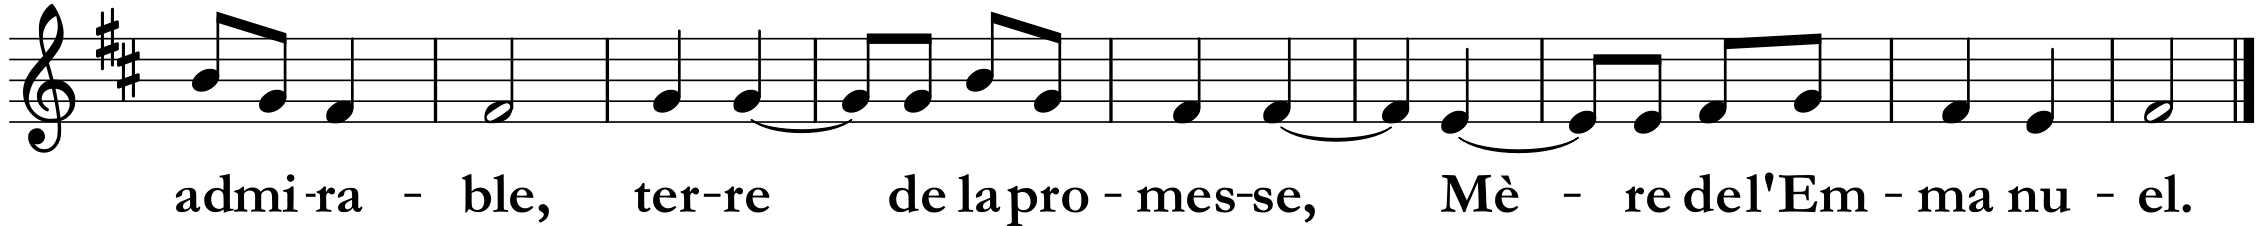 admi-ra - ble, ter-re de la pro - mes-se, Mè - re de l'Em - ma nu - el.